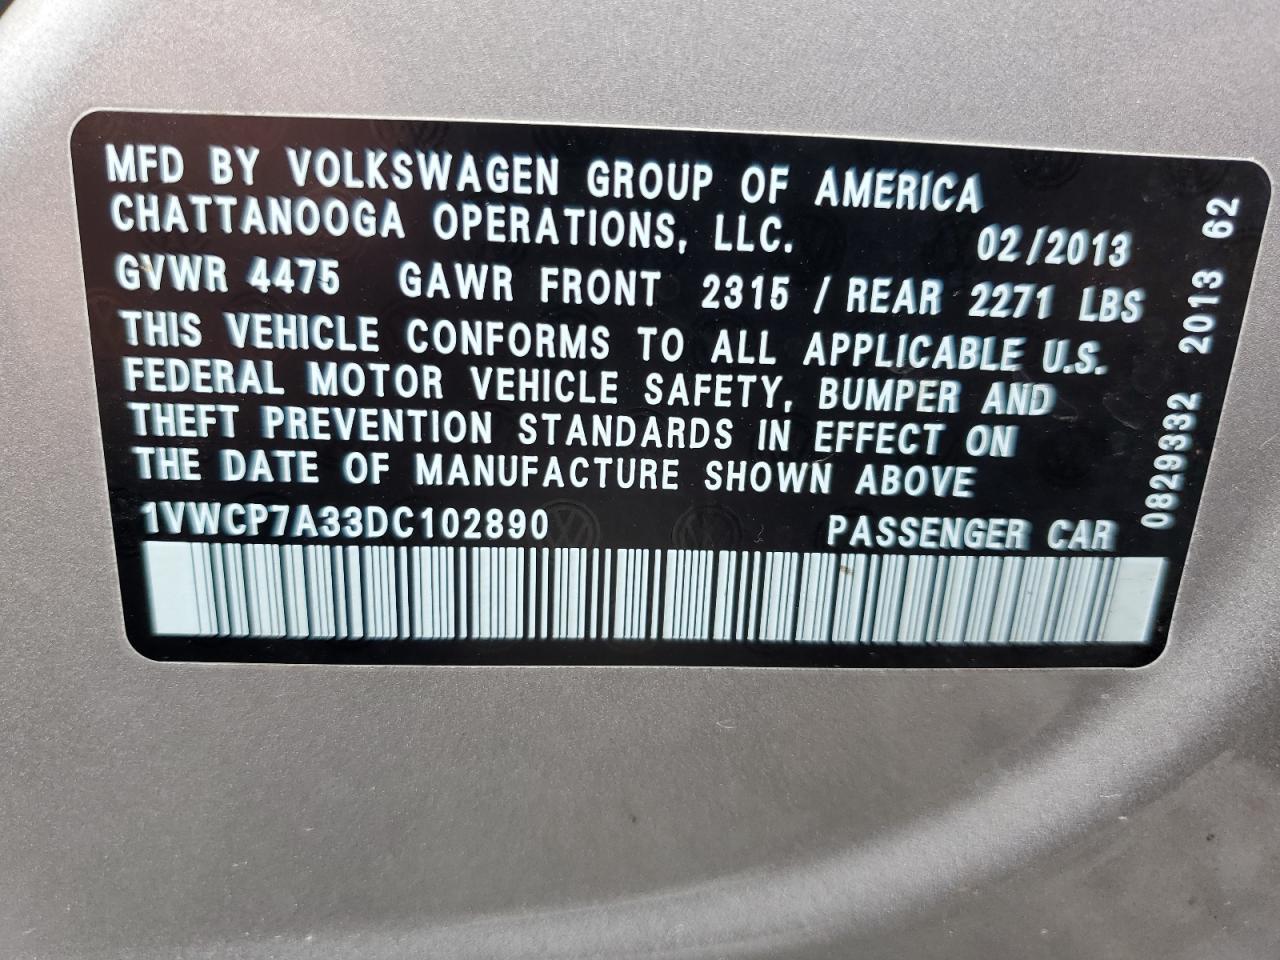 MFD BY VOLKSWAGEN GROUP OF AMERICA
CHATTANOOGA OPERATIONS, LLC. 02/2013
GVWR 4475 GAWR FRONT 2315 / REAR 2271 LBS
THIS VEHICLE CONFORMS TO ALL APPLICABLE U.S.
FEDERAL MOTOR VEHICLE SAFETY, BUMPER AND
THEFT PREVENTION STANDARDS IN EFFECT ON
THE DATE OF MANUFACTURE SHOWN ABOVE
1VWCP7A33DC102890 PASSENGER CAR
0829332 2013 62